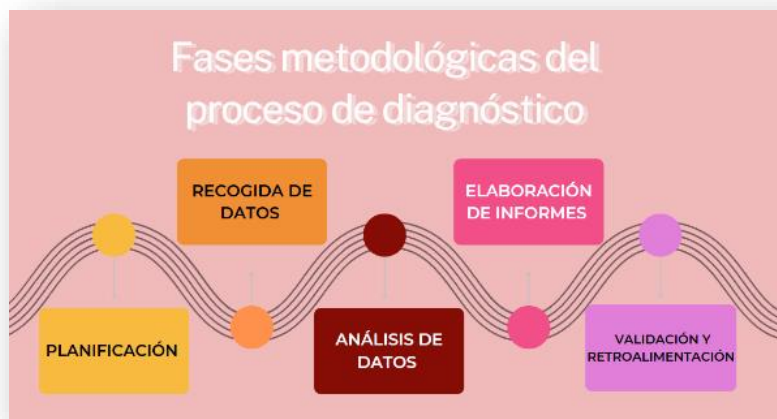 Fases metodológicas del
proceso de diagnóstico
PLANIFICACIÓN
RECOGIDA DE
DATOS
ANÁLISIS DE
DATOS
ELABORACIÓN
DE INFORMES
VALIDACIÓN Y
RETROALIMENTACIÓN